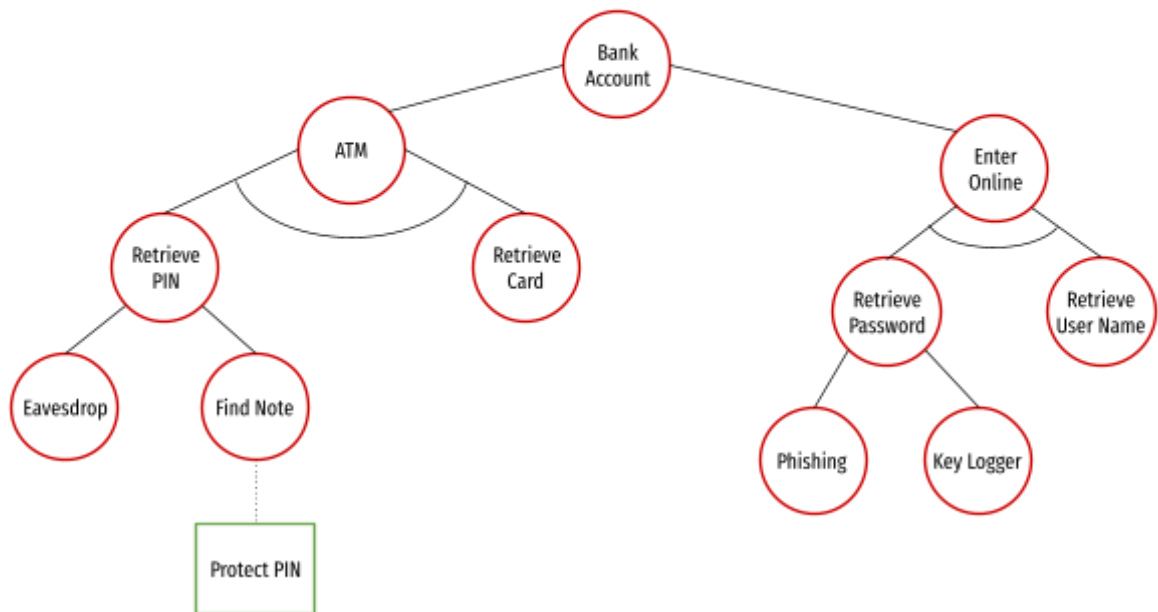 Bank
Account
ATM
Enter
Online
Retrieve
PIN
Retrieve
Card
Retrieve
Password
Retrieve
User Name
Eavesdrop
Find Note
Phishing
Key Logger
Protect PIN